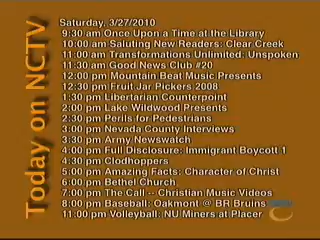 Today on NCTV
Saturday, 3/27/2010
9:30 am Once Upon a Time at the Library
10:00 am Saluting New Readers: Clear Creek
11:00 am Transformations Unlimited: Unspoken
11:30 am Good News Club #20
12:00 pm Mountain Beat Music Presents
12:30 pm Fruit Jar Pickers 2008
1:30 pm Libertarian Counterpoint
2:00 pm Lake Wildwood Presents
2:30 pm Perils for Pedestrians
3:00 pm Nevada County Interviews
3:30 pm Army Newswatch
4:00 pm Full Disclosure: Immigrant Boycott 1
4:30 pm Clodhoppers
5:00 pm Amazing Facts: Character of Christ
6:00 pm Bethel Church
7:00 pm The Call -- Christian Music Videos
8:00 pm Baseball: Oakmont @ BR Bruins
11:00 pm Volleyball: NU Miners at Placer